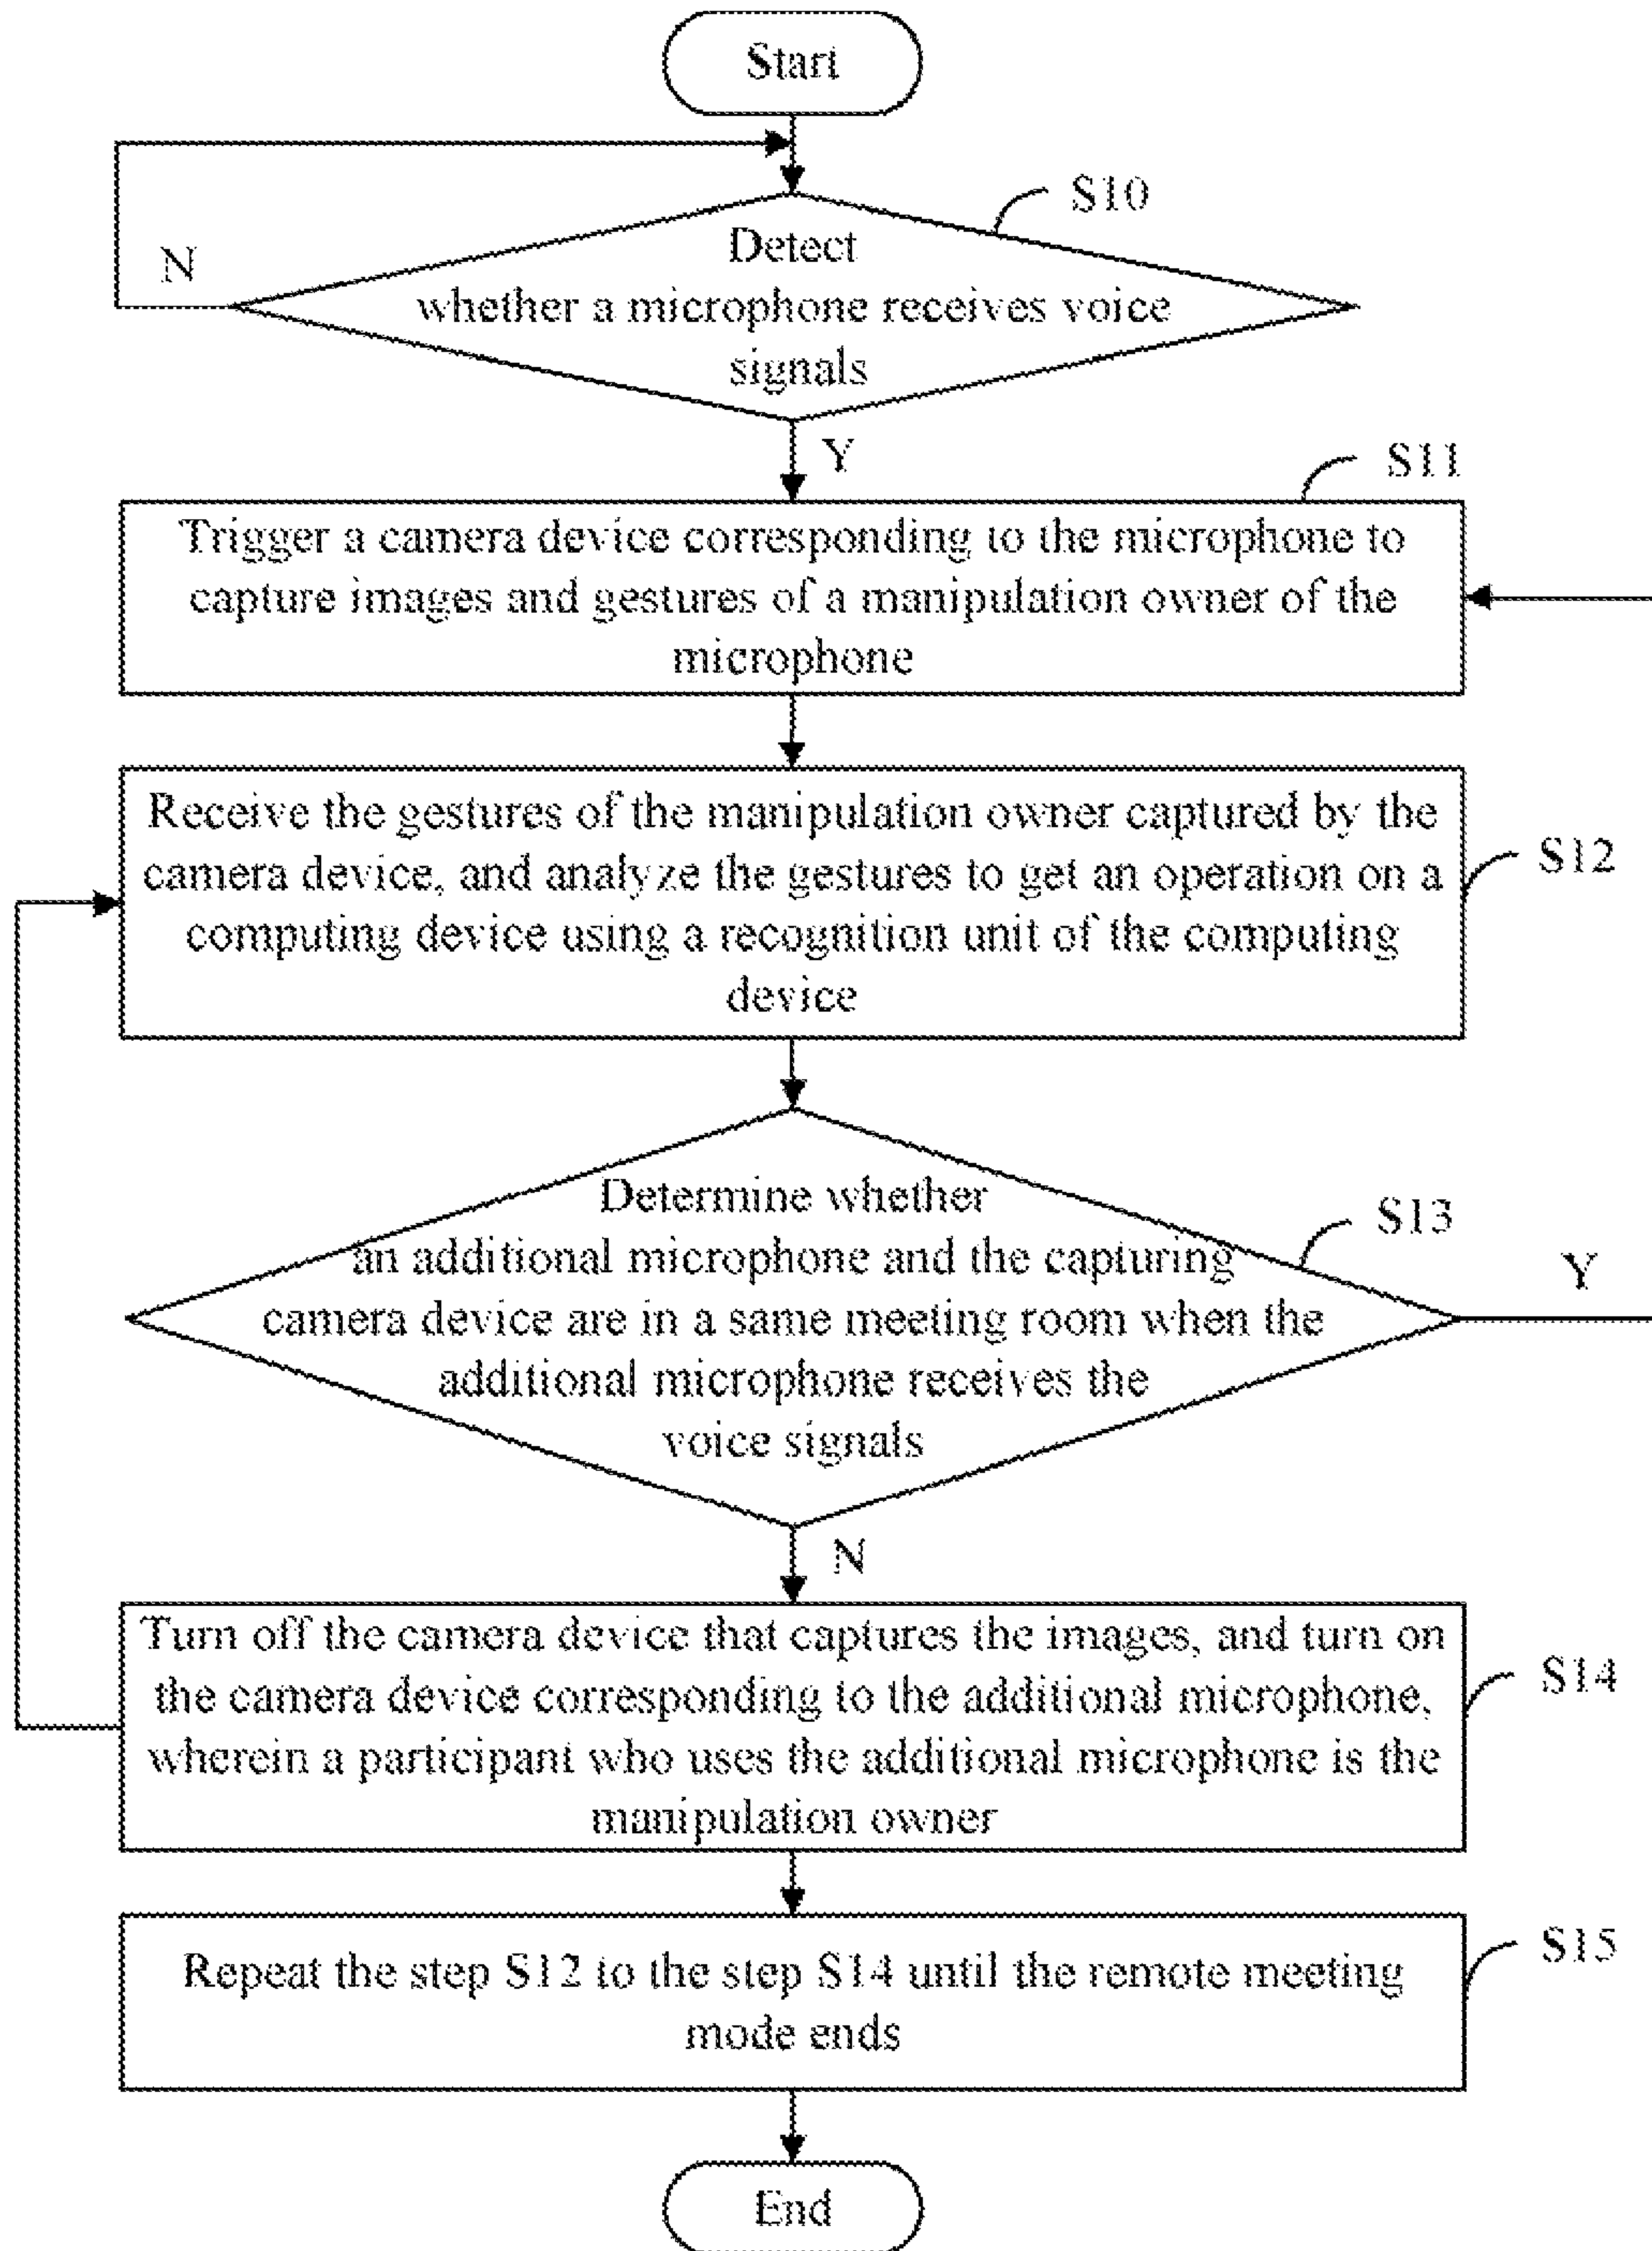 Start
S10
Detect
whether a microphone receives voice
signals
N
Y
S11
Trigger a camera device corresponding to the microphone to
capture images and gestures of a manipulation owner of the
microphone
Receive the gestures of the manipulation owner captured by the
camera device, and analyze the gestures to get an operation on a
computing device using a recognition unit of the computing
device
S12
Determine whether
an additional microphone and the capturing
camera device are in a same meeting room when the
additional microphone receives the
voice signals
S13
Y
N
Turn off the camera device that captures the images, and turn on
the camera device corresponding to the additional microphone,
wherein a participant who uses the additional microphone is the
manipulation owner
S14
Repeat the step S12 to the step S14 until the remote meeting
mode ends
S15
End